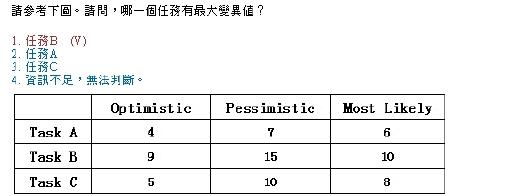 請參考下圖。請問，哪一個任務有最大變異值？
1. 任務B (V)
2. 任務A
3. 任務C
4. 資訊不足，無法判斷。
Optimistic Pessimistic Most Likely
Task A 4 7 6
Task B 9 15 10
Task C 5 10 8